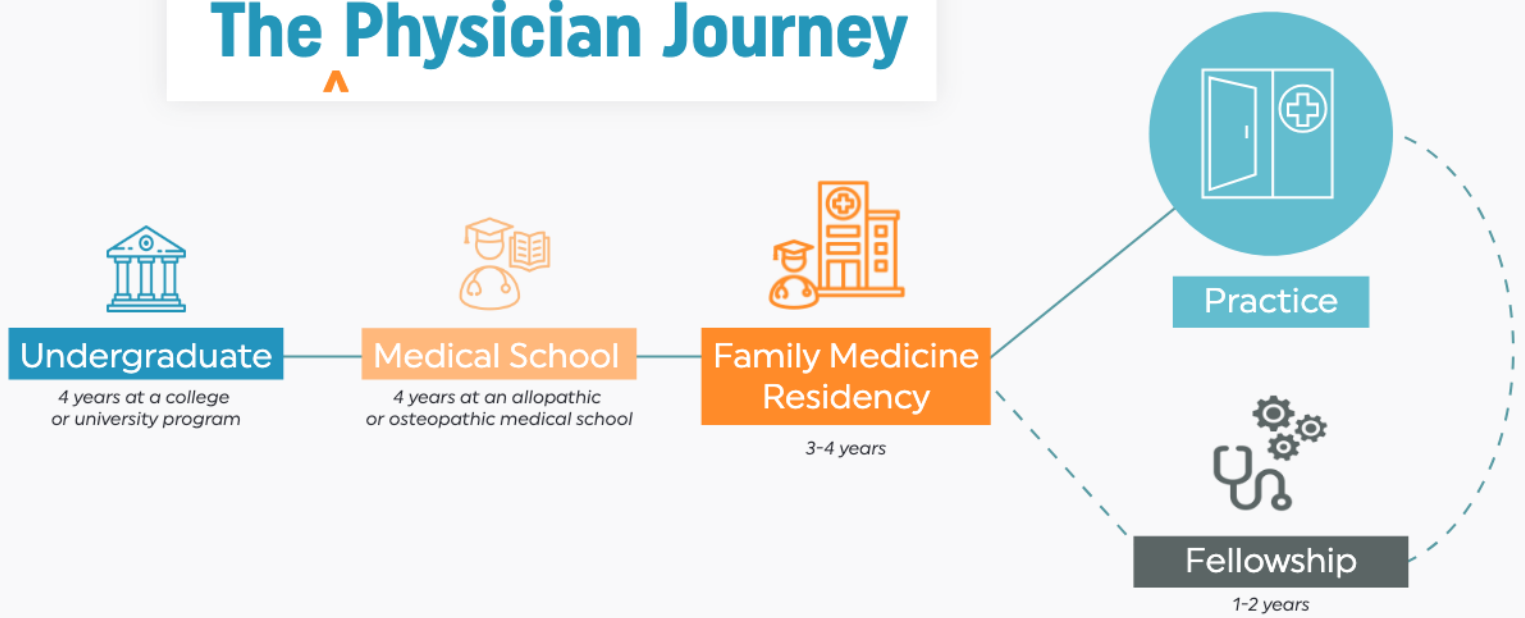 The Physician Journey
^
Undergraduate
4 years at a college
or university program
Medical School
4 years at an allopathic
or osteopathic medical school
Family Medicine
Residency
3-4 years
Practice
Fellowship
1-2 years